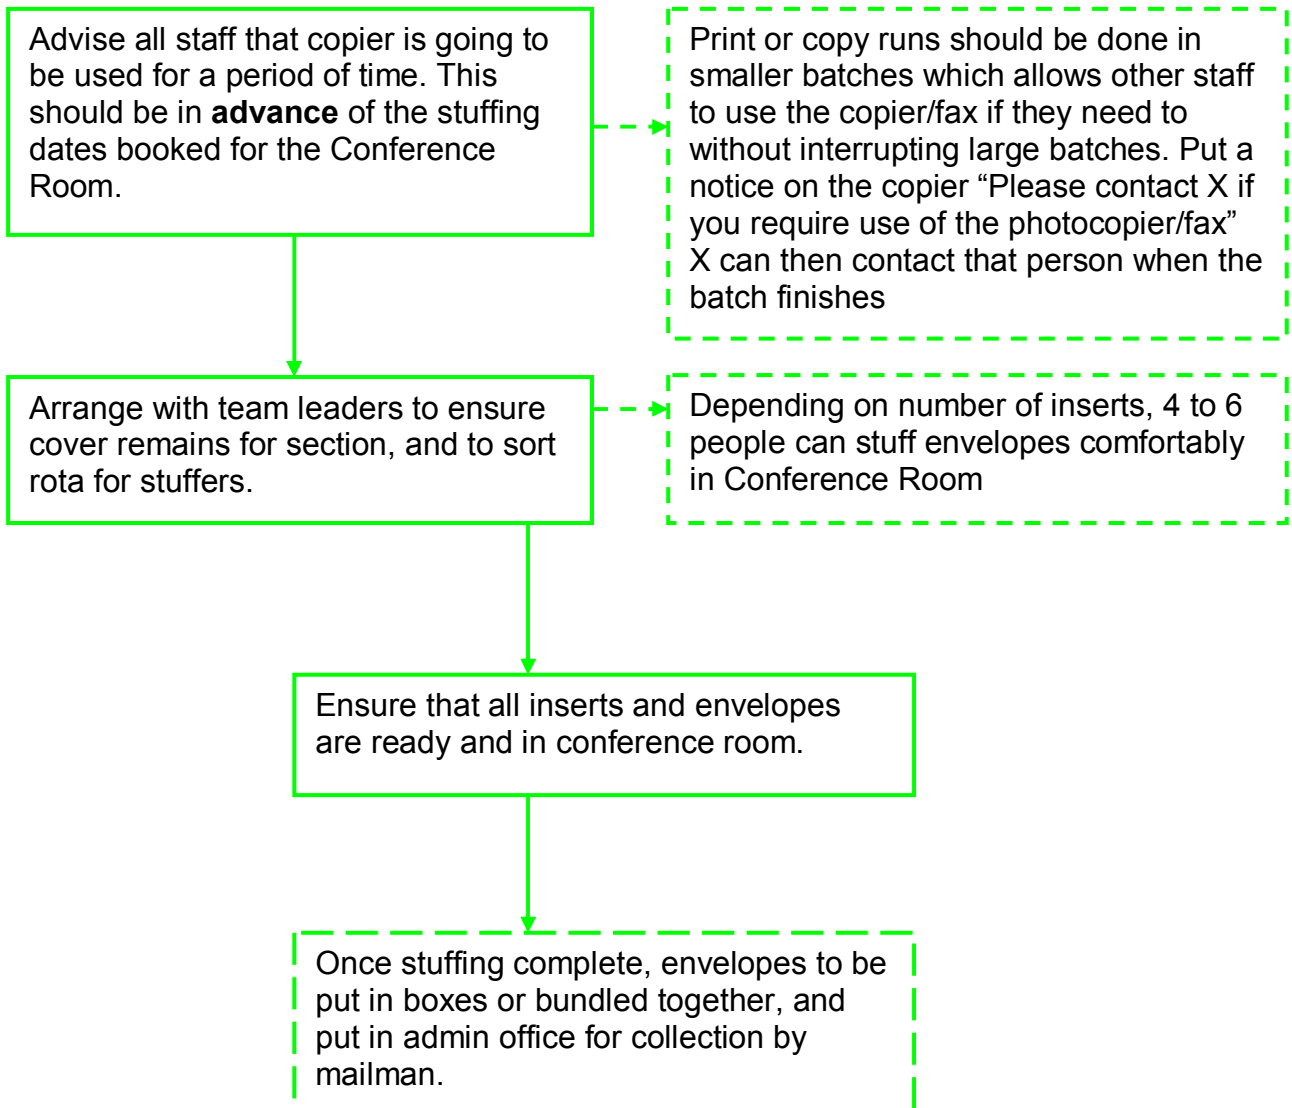 Advise all staff that copier is going to
be used for a period of time. This
should be in advance of the stuffing
dates booked for the Conference
Room.
Print or copy runs should be done in
smaller batches which allows other staff
to use the copier/fax if they need to
without interrupting large batches. Put a
notice on the copier “Please contact X if
you require use of the photocopier/fax”
X can then contact that person when the
batch finishes
Arrange with team leaders to ensure
cover remains for section, and to sort
rota for stuffers.
Depending on number of inserts, 4 to 6
people can stuff envelopes comfortably
in Conference Room
Ensure that all inserts and envelopes
are ready and in conference room.
Once stuffing complete, envelopes to be
put in boxes or bundled together, and
put in admin office for collection by
mailman.